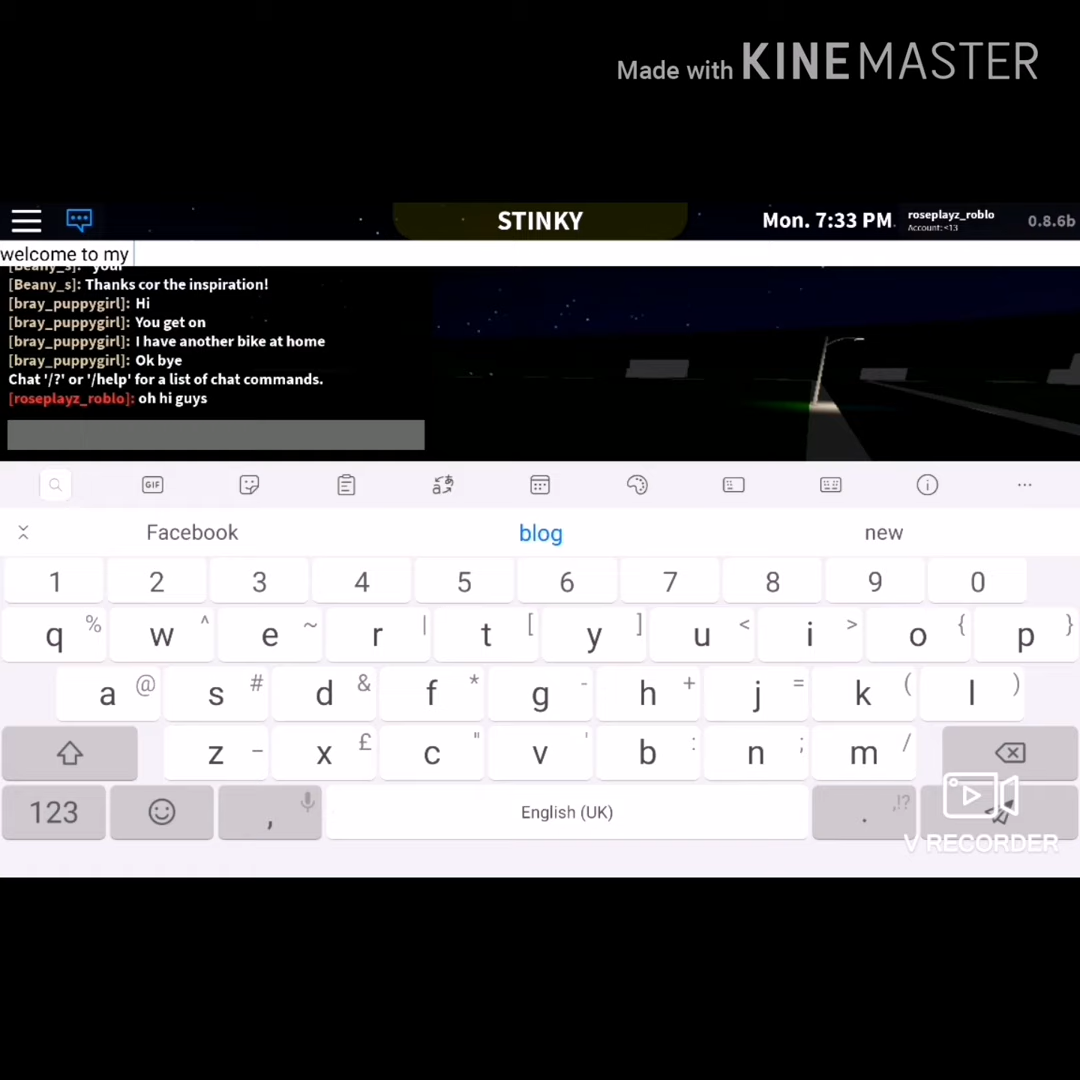 Made with KINEMASTER
STINKY
Mon. 7:33 PM
roseplayz_roblo
Account: <13
0.8.6b
welcome to my
[Beany_s]: your
[Beany_s]: Thanks cor the inspiration!
[bray_puppygirl]: Hi
[bray_puppygirl]: You get on
[bray_puppygirl]: I have another bike at home
[bray_puppygirl]: Ok bye
Chat '/?' or '/help' for a list of chat commands.
[roseplayz_roblo]: oh hi guys
GIF
Facebook blog new
1 2 3 4 5 6 7 8 9 0
q % w ^ e ~ r | t [ y ] u < i > o { p }
a @ s # d & f * g - h + j = k ( l )
z _ x £ c " v ' b : n ; m /
123 , English (UK) . ,!?
V RECORDER